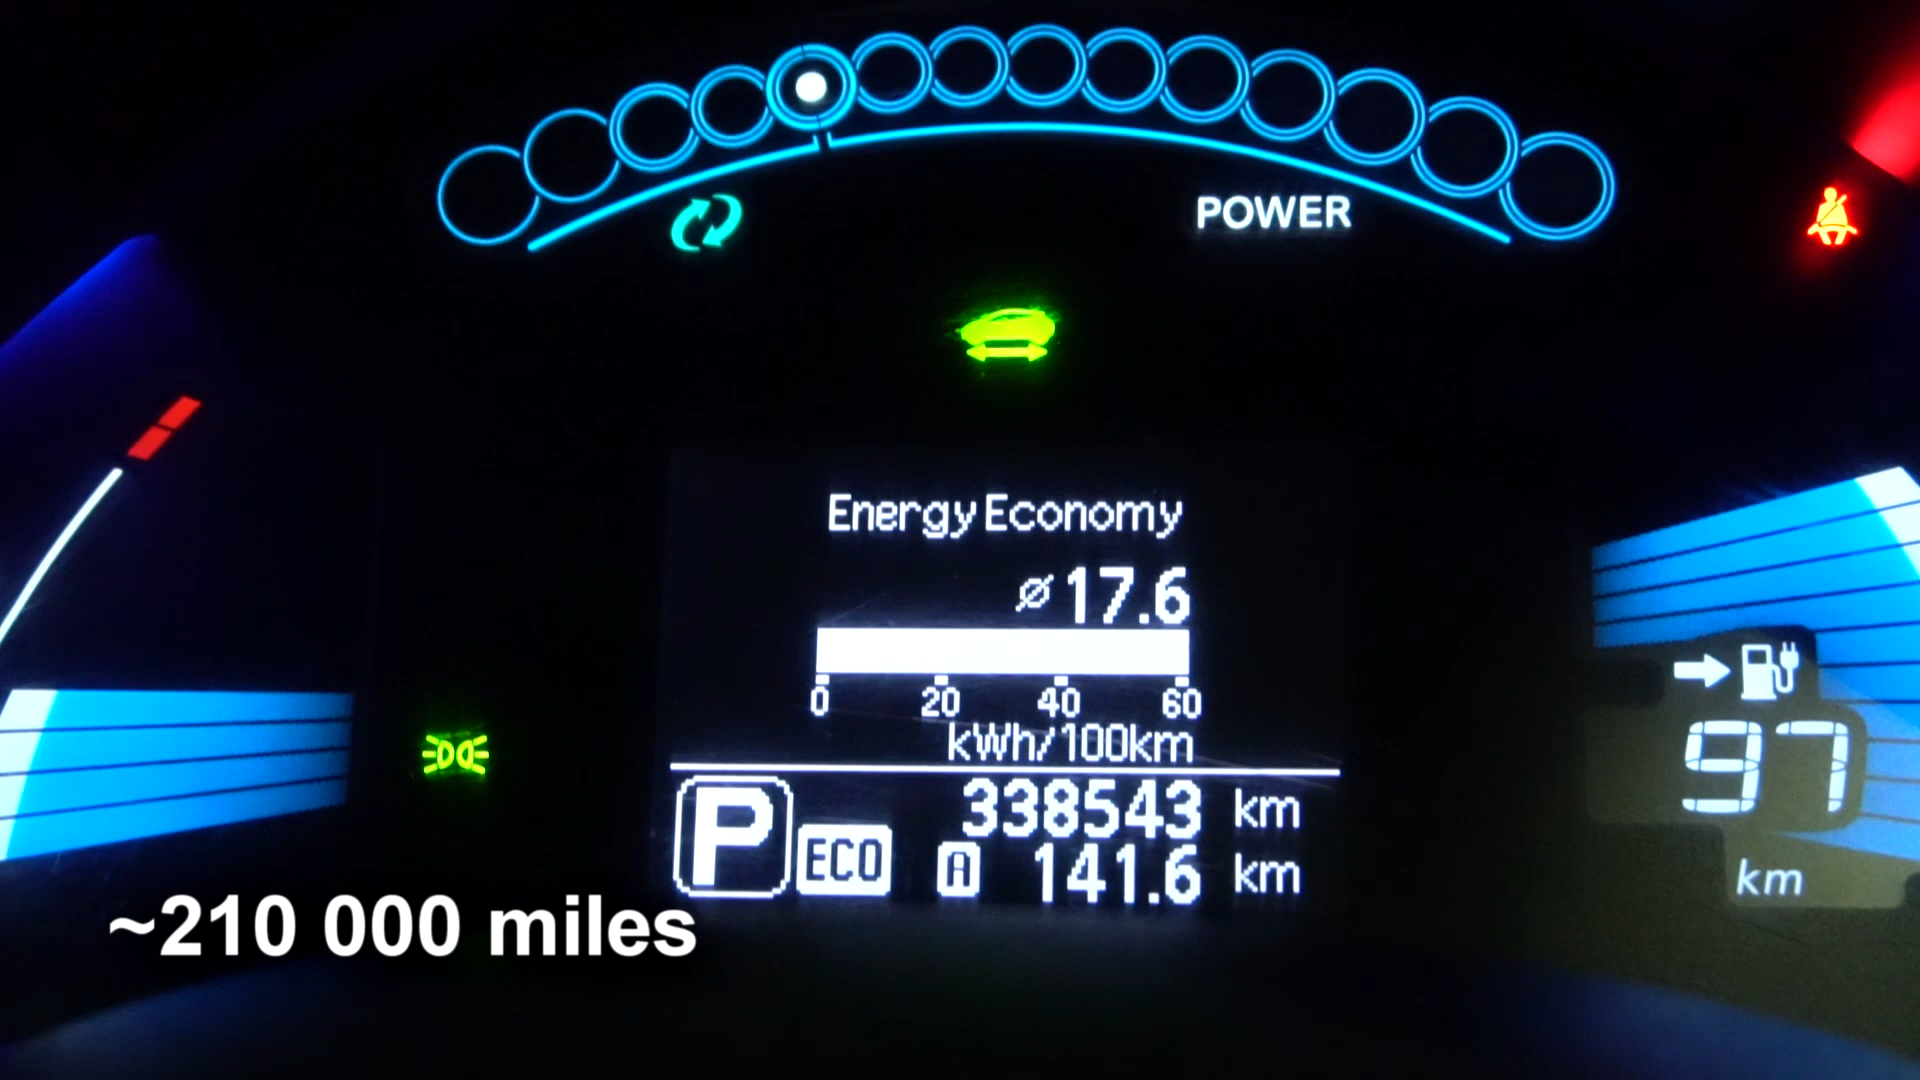 POWER
Energy Economy
⌀17.6
0 20 40 60
kWh/100km
P ECO
338543 km
A 141.6 km
97
km
~210 000 miles